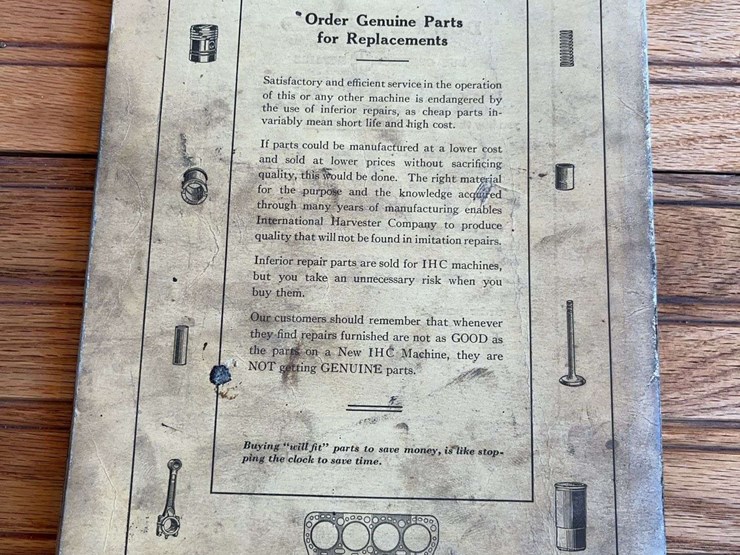 Order Genuine Parts
for Replacements
Satisfactory and efficient service in the operation
of this or any other machine is endangered by
the use of inferior repairs, as cheap parts in-
variably mean short life and high cost.
If parts could be manufactured at a lower cost
and sold at lower prices without sacrificing
quality, this would be done. The right material
for the purpose and the knowledge acquired
through many years of manufacturing enables
International Harvester Company to produce
quality that will not be found in imitation repairs.
Inferior repair parts are sold for IHC machines,
but you take an unnecessary risk when you
buy them.
Our customers should remember that whenever
they find repairs furnished are not as GOOD as
the parts on a New IHC Machine, they are
NOT getting GENUINE parts.
Buying "will fit" parts to save money, is like stop-
ping the clock to save time.